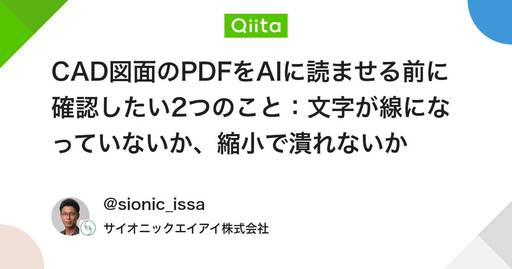 Qiita
CAD図面のPDFをAIに読ませる前に
確認したい2つのこと：文字が線にな
っていないか、縮小で潰れないか
@sionic_issa
サイオニックエイアイ株式会社